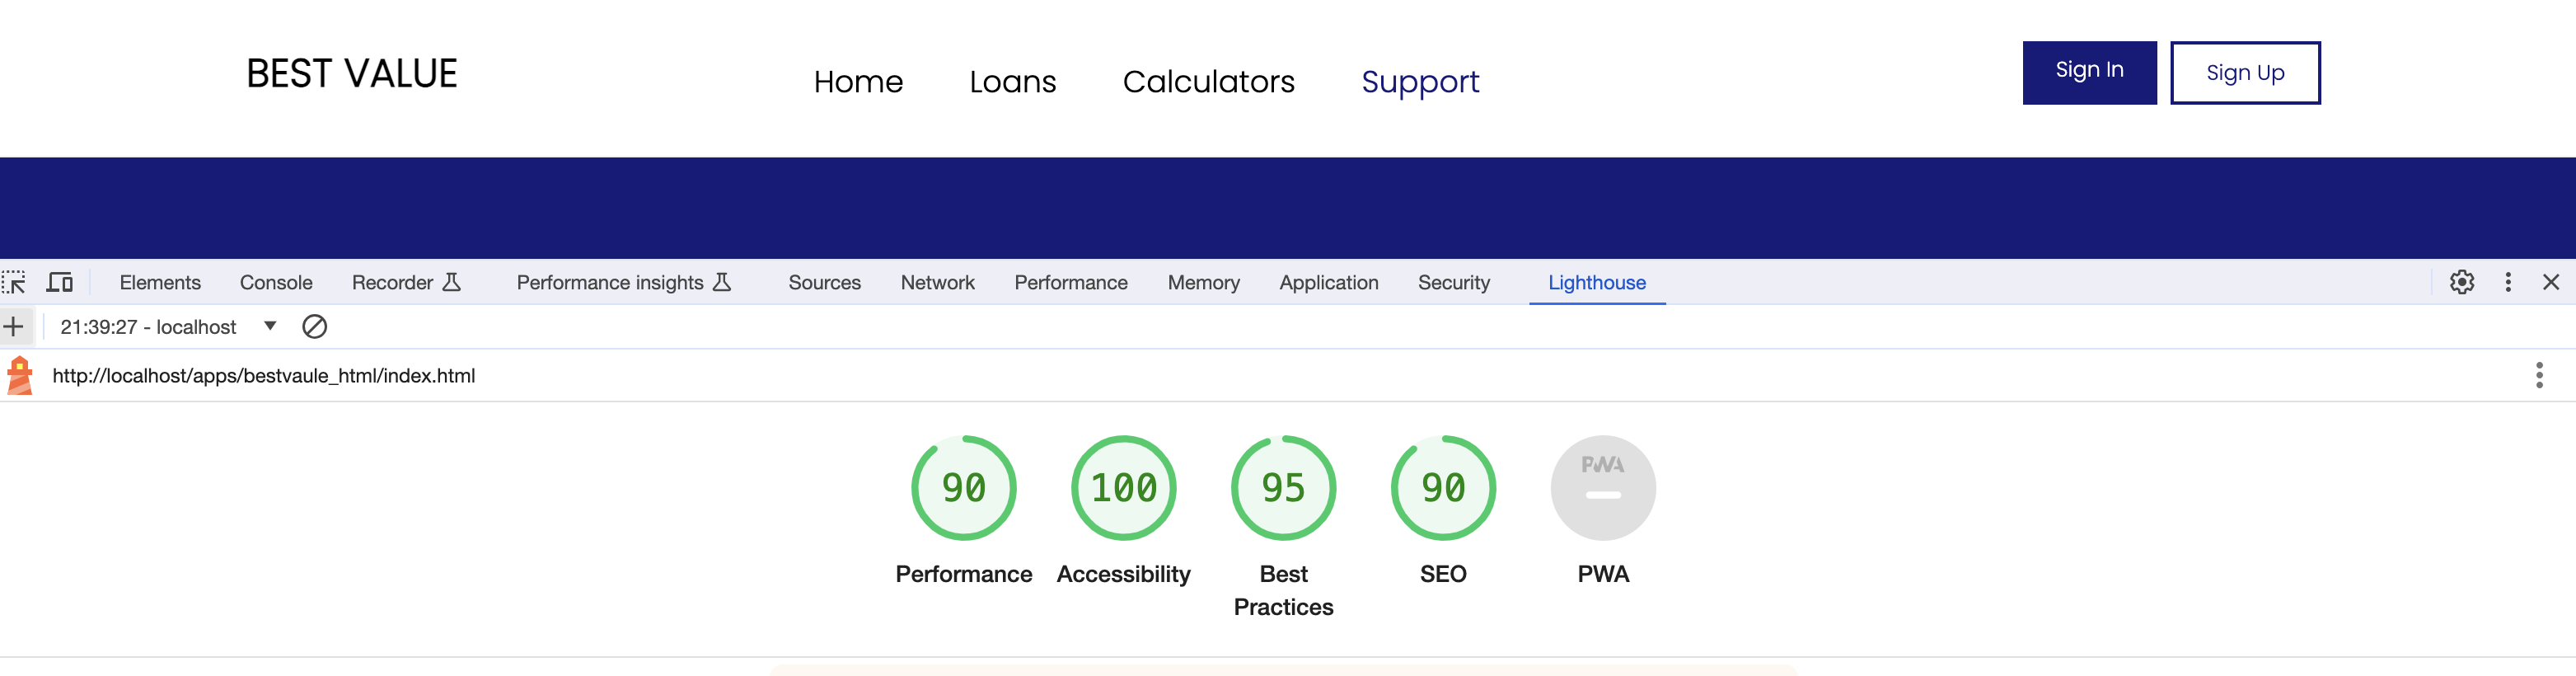 BEST VALUE
Home Loans Calculators Support
Sign In Sign Up
Elements Console Recorder Performance insights Sources Network Performance Memory Application Security Lighthouse
21:39:27 - localhost
http://localhost/apps/bestvaule_html/index.html
90 100 95 90 PWA
Performance Accessibility Best Practices SEO PWA